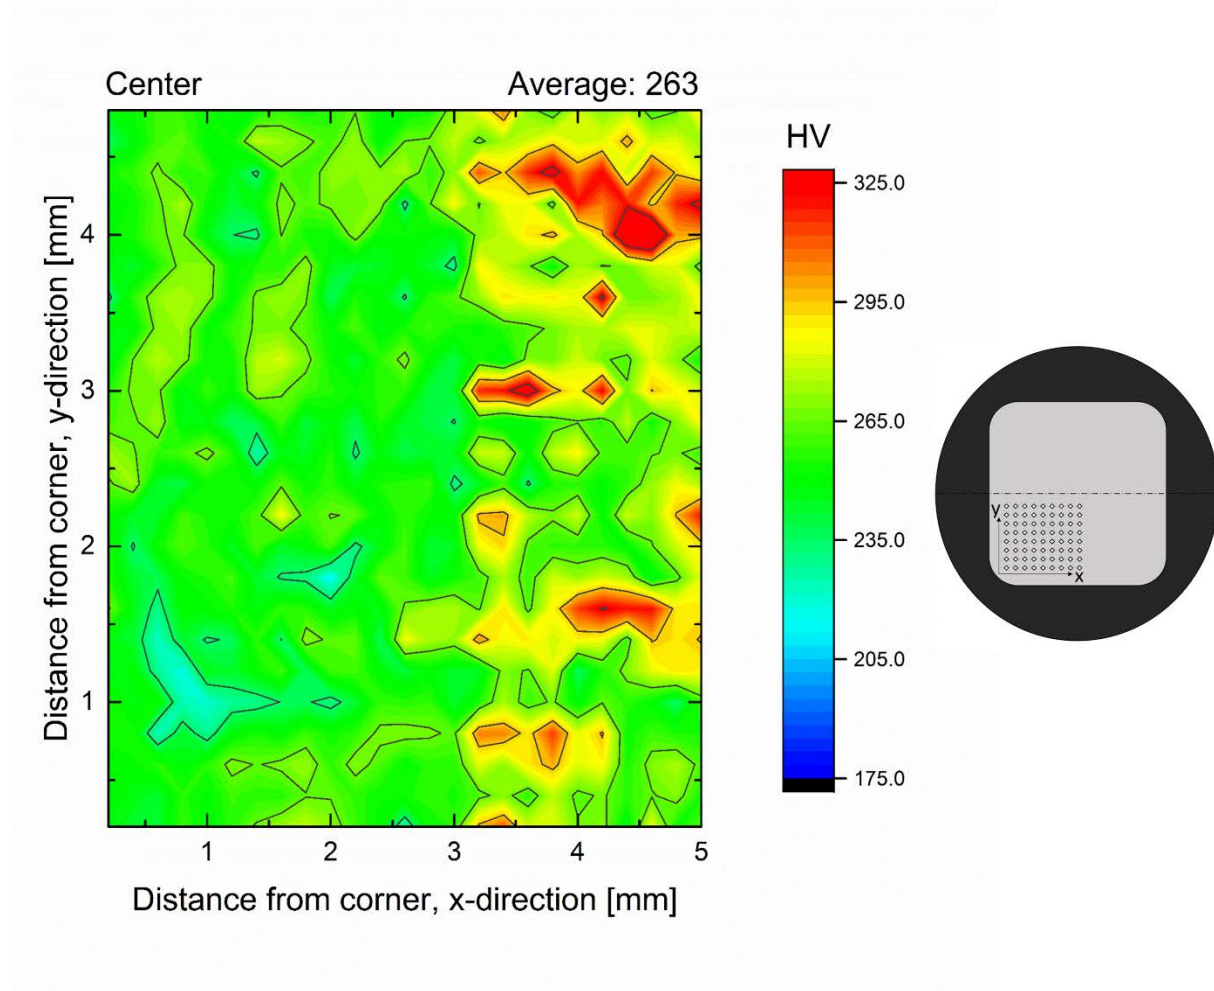 Center
Average: 263
HV
325.0
295.0
265.0
235.0
205.0
175.0
Distance from corner, y-direction [mm]
4
3
2
1
1
2
3
4
5
Distance from corner, x-direction [mm]
y
x